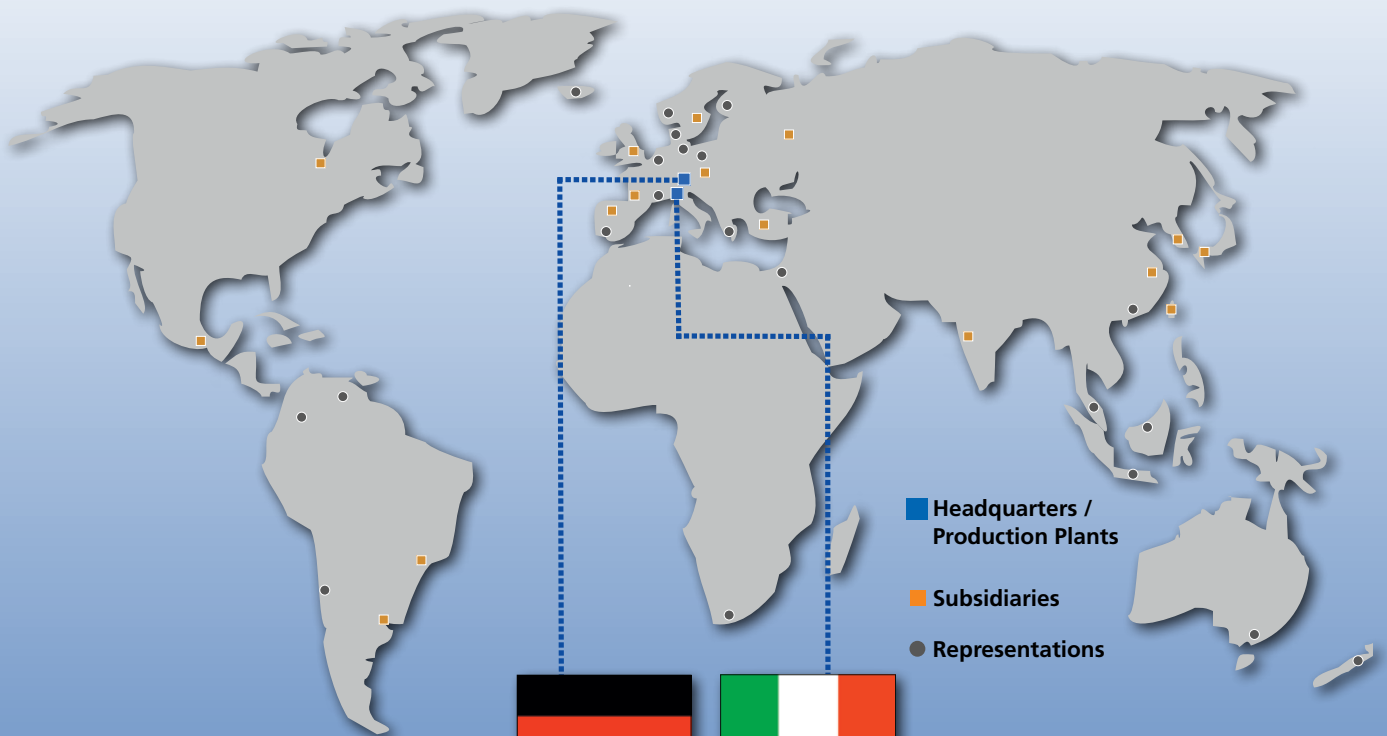 Headquarters /
Production Plants
Subsidiaries
Representations